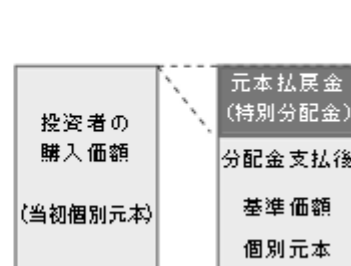 投資者の
購入価額
(当初個別元本)
元本払戻金
(特別分配金)
分配金支払後
基準価額
個別元本